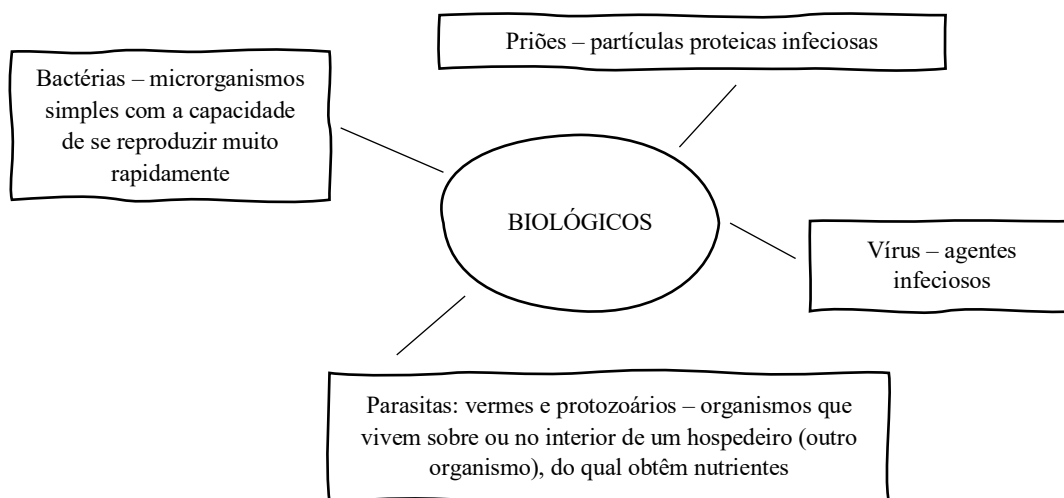 Priões – partículas proteicas infeciosas
Bactérias – microrganismos
simples com a capacidade
de se reproduzir muito
rapidamente
BIOLÓGICOS
Vírus – agentes
infeciosos
Parasitas: vermes e protozoários – organismos que
vivem sobre ou no interior de um hospedeiro (outro
organismo), do qual obtêm nutrientes